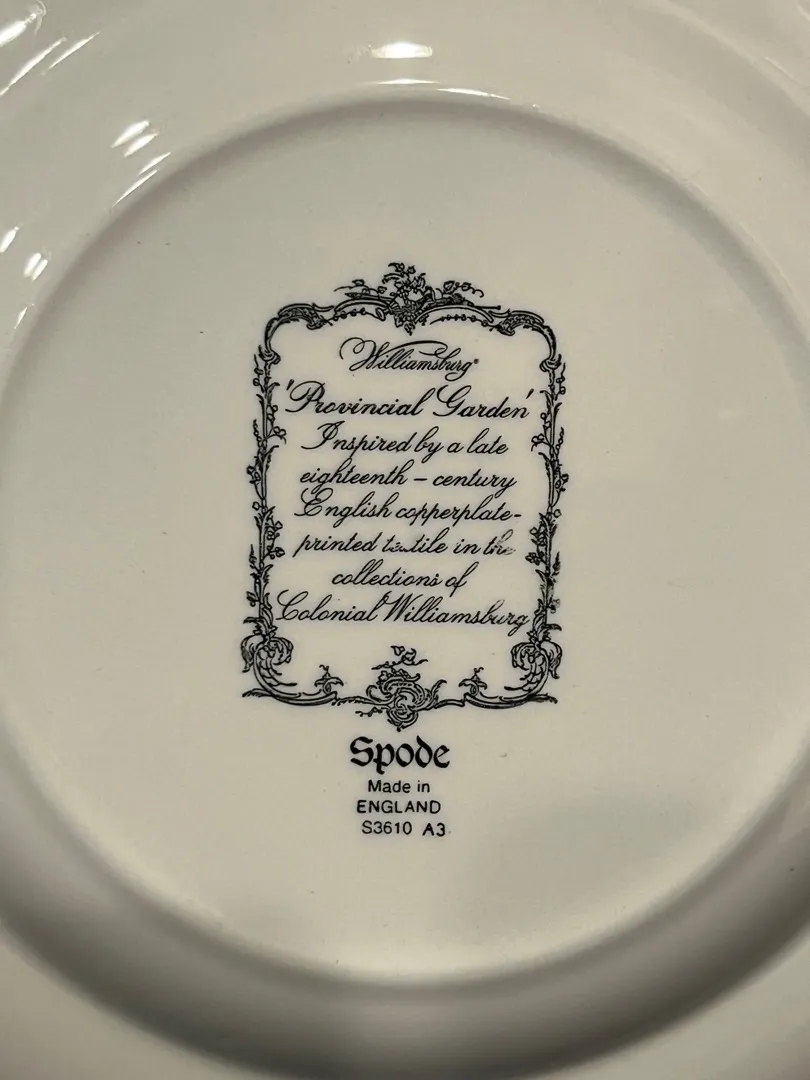 Williamsburg®
'Provincial Garden'
Inspired by a late
eighteenth – century
English copperplate-
printed textile in the
collections of
Colonial Williamsburg
Spode
Made in
ENGLAND
S3610 A3